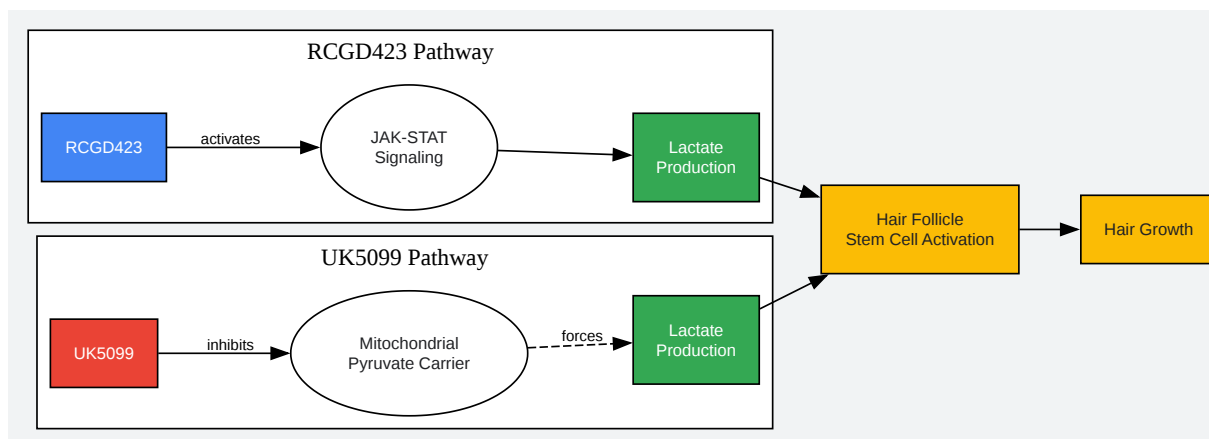 RCGD423 Pathway
RCGD423
activates
JAK-STAT
Signaling
Lactate
Production
UK5099 Pathway
UK5099
inhibits
Mitochondrial
Pyruvate Carrier
forces
Lactate
Production
Hair Follicle
Stem Cell Activation
Hair Growth